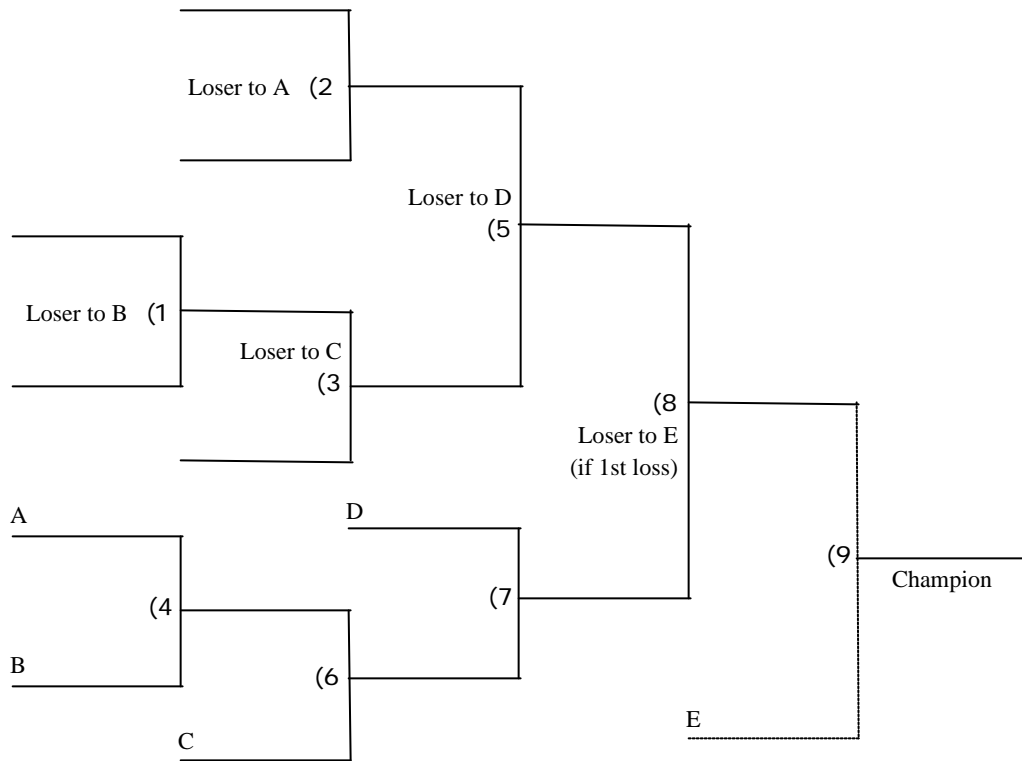 Loser to A (2
Loser to D
(5
Loser to B (1
Loser to C
(3
(8
Loser to E
(if 1st loss)
A
D
(9
Champion
(4
(7
B
(6
E
C